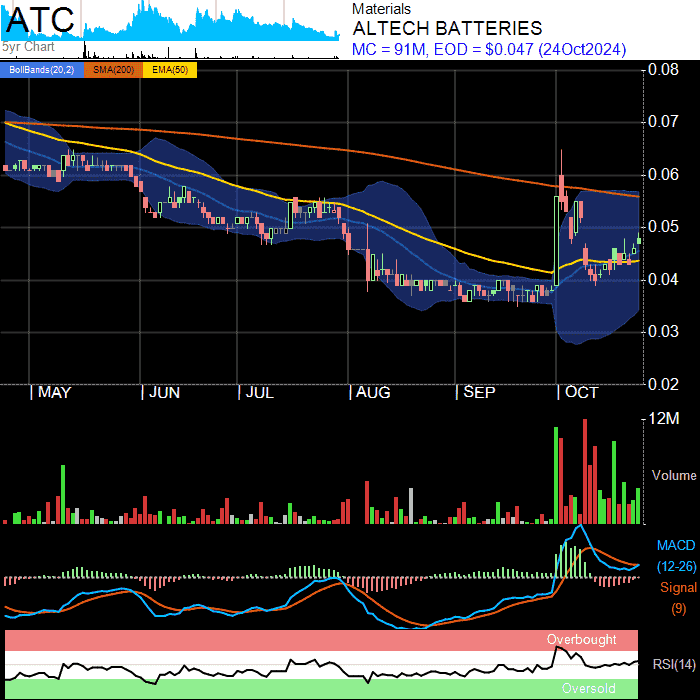 ATC
5yr Chart
Materials
ALTECH BATTERIES
MC = 91M, EOD = $0.047 (24Oct2024)
BollBands(20,2) SMA(200) EMA(50)
0.08
0.07
0.06
0.05
0.04
0.03
0.02
MAY JUN JUL AUG SEP OCT
12M
Volume
MACD
(12-26)
Signal
(9)
Overbought
RSI(14)
Oversold